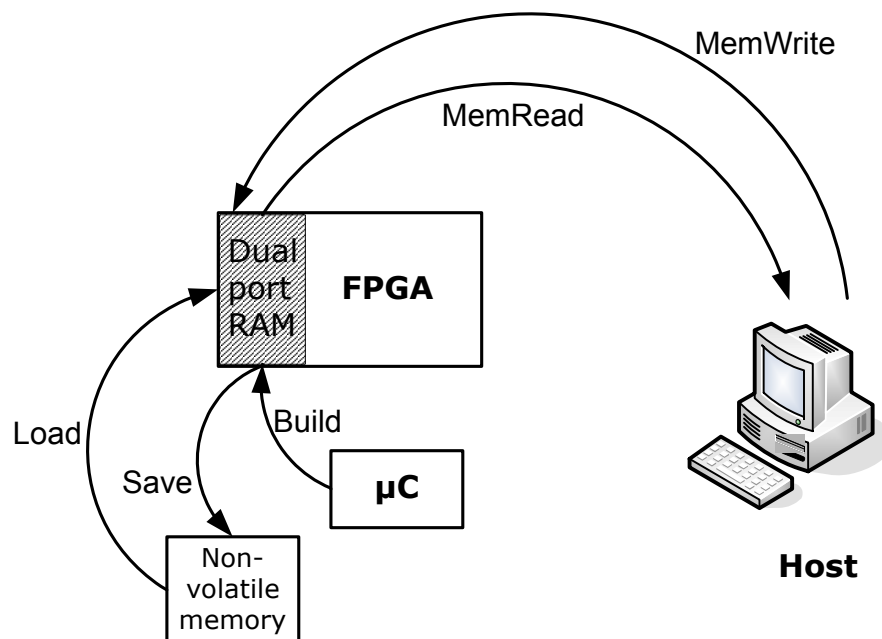 MemWrite
MemRead
Dual
port
RAM
FPGA
Load
Build
Save
µC
Non-
volatile
memory
Host